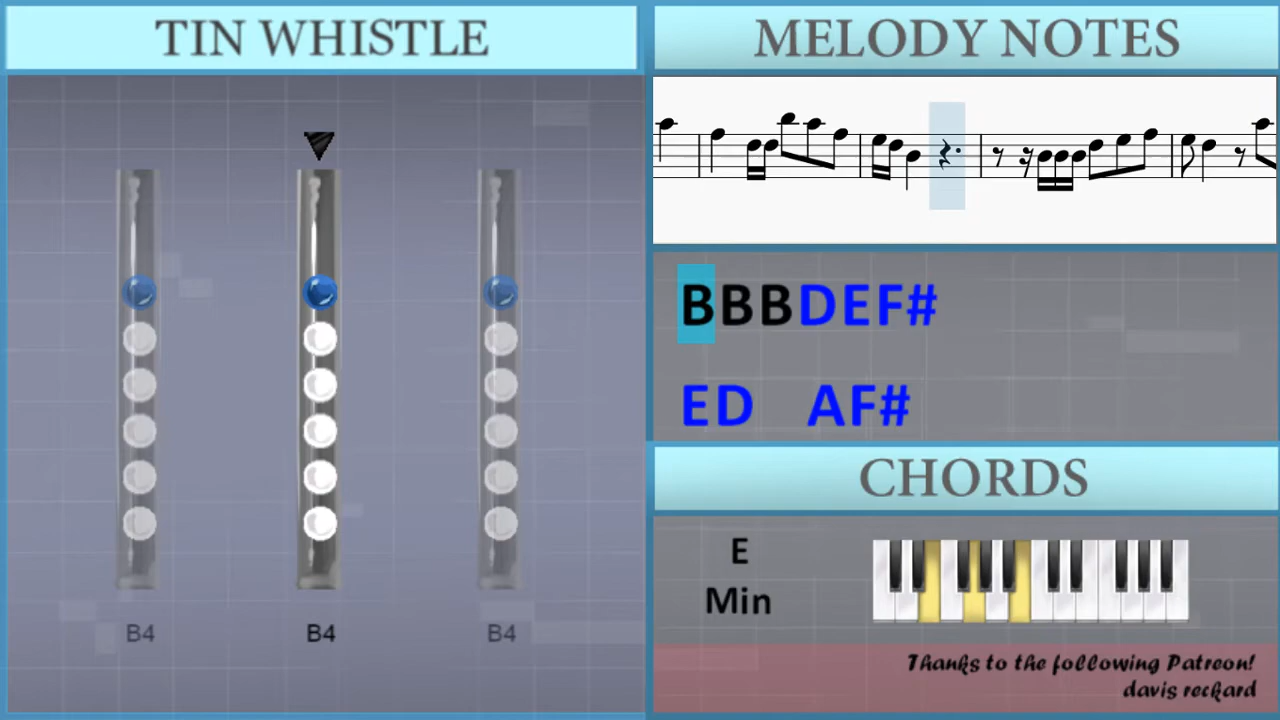 TIN WHISTLE
B4
B4
B4
MELODY NOTES
BBBDEF#
ED AF#
CHORDS
E
Min
Thanks to the following Patreon!
davis reckard